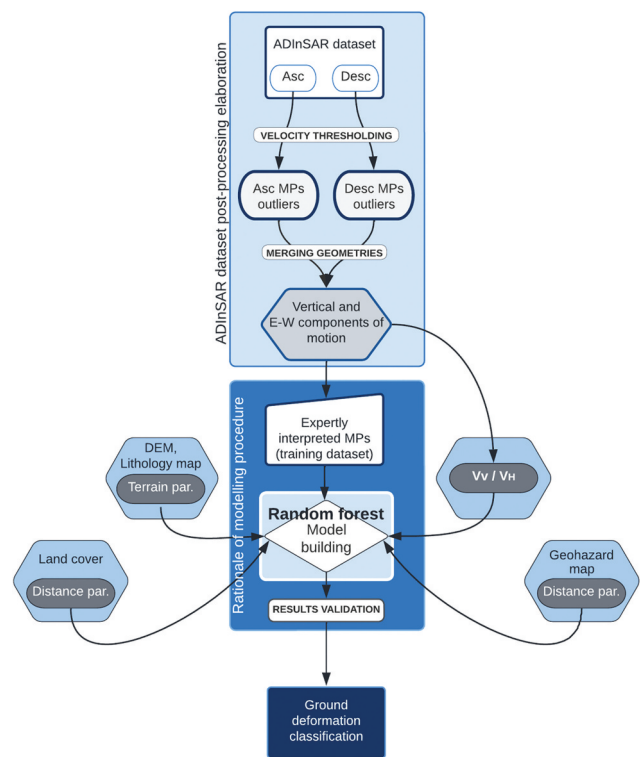 ADInSAR dataset post-processing elaboration
ADInSAR dataset
Asc
Desc
VELOCITY THRESHOLDING
Asc MPs
outliers
Desc MPs
outliers
MERGING GEOMETRIES
Vertical and
E-W components of
motion
Rationale of modelling procedure
Expertly
interpreted MPs
(training dataset)
DEM,
Lithology map
Terrain par.
Vv / VH
Random forest
Model
building
Land cover
Distance par.
Geohazard
map
Distance par.
RESULTS VALIDATION
Ground
deformation
classification